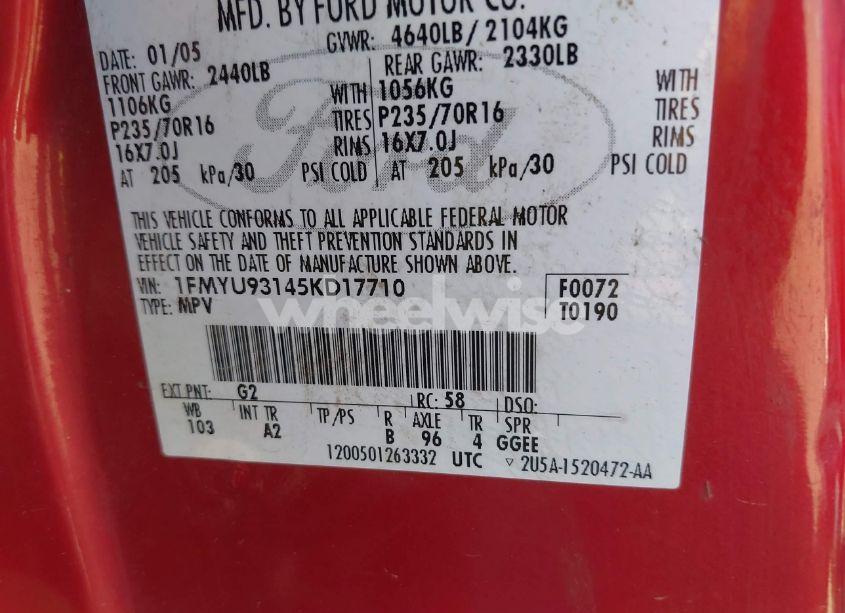 MFD. BY FORD MOTOR CO.
DATE: 01/05 GVWR: 4640LB/ 2104KG
FRONT GAWR: 2440LB REAR GAWR: 2330LB
1106KG WITH 1056KG WITH
P235/70R16 TIRES P235/70R16 TIRES
16X7.0J RIMS 16X7.0J RIMS
AT 205 kPa/30 PSI COLD AT 205 kPa/30 PSI COLD
Ford
THIS VEHICLE CONFORMS TO ALL APPLICABLE FEDERAL MOTOR
VEHICLE SAFETY AND THEFT PREVENTION STANDARDS IN
EFFECT ON THE DATE OF MANUFACTURE SHOWN ABOVE.
VIN: 1FMYU93145KD17710 F0072
TYPE: MPV T0190
wheelwise
EXT PNT: G2 RC: 58 DSO:
WB INT TR TP/PS R AXLE TR SPR
103 A2 B 96 4 GGEE
1200501263332 UTC ▽ 2U5A-1520472-AA